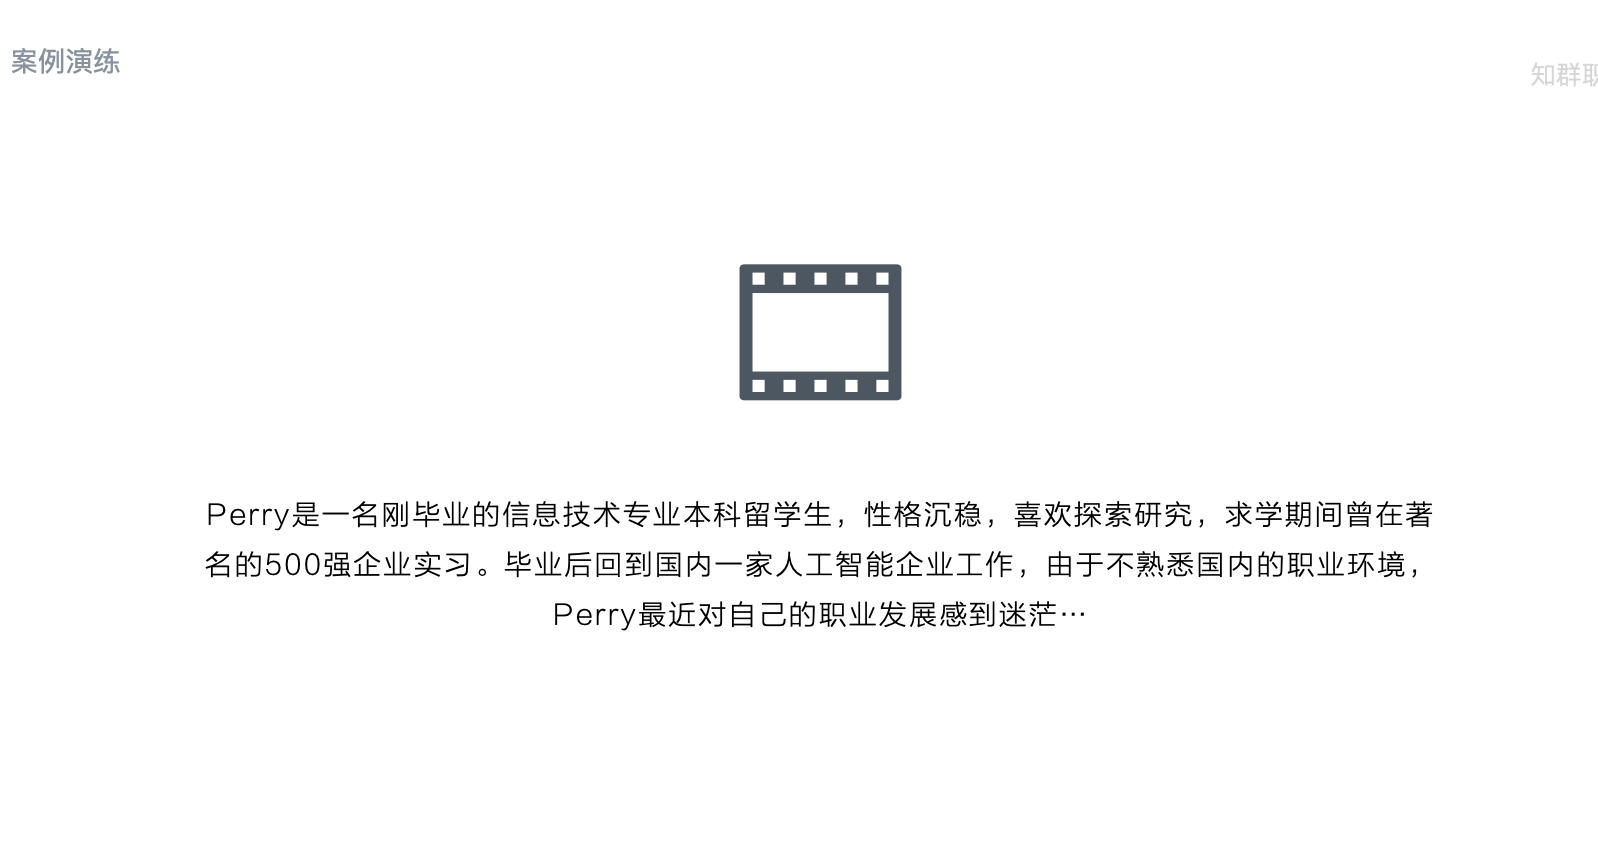 案例演练
知群
Perry是一名刚毕业的信息技术专业本科留学生，性格沉稳，喜欢探索研究，求学期间曾在著
名的500强企业实习。毕业后回到国内一家人工智能企业工作，由于不熟悉国内的职业环境，
Perry最近对自己的职业发展感到迷茫…